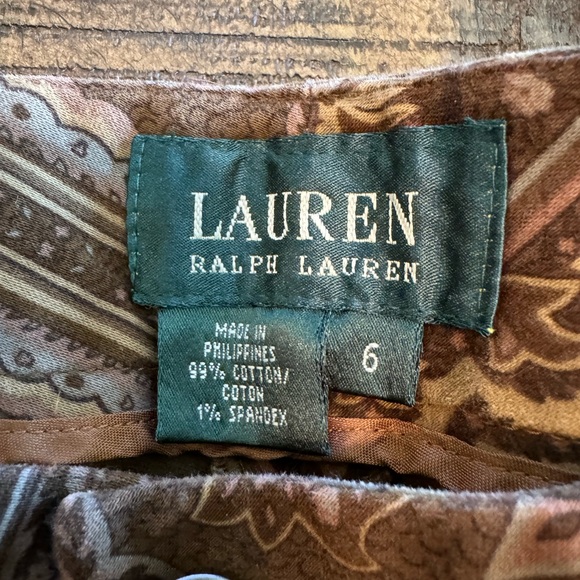 LAUREN
RALPH LAUREN
MADE IN
PHILIPPINES
99% COTTON/
COTON
1% SPANDEX
6